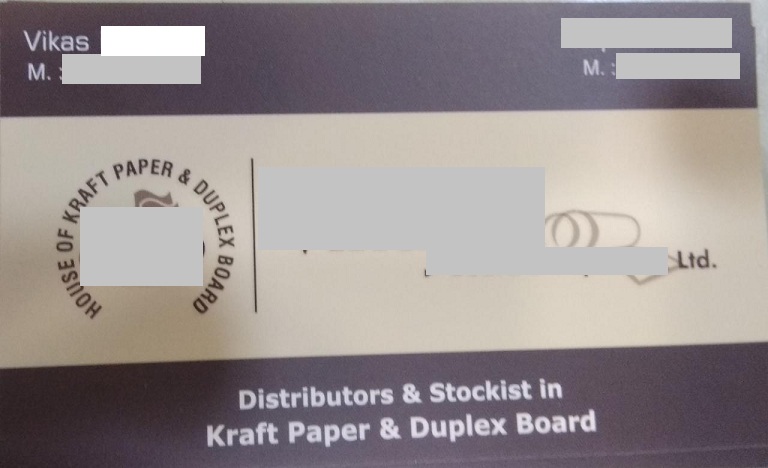 Vikas
M. :
M. :
HOUSE OF KRAFT PAPER & DUPLEX BOARD
Ltd.
Distributors & Stockist in
Kraft Paper & Duplex Board